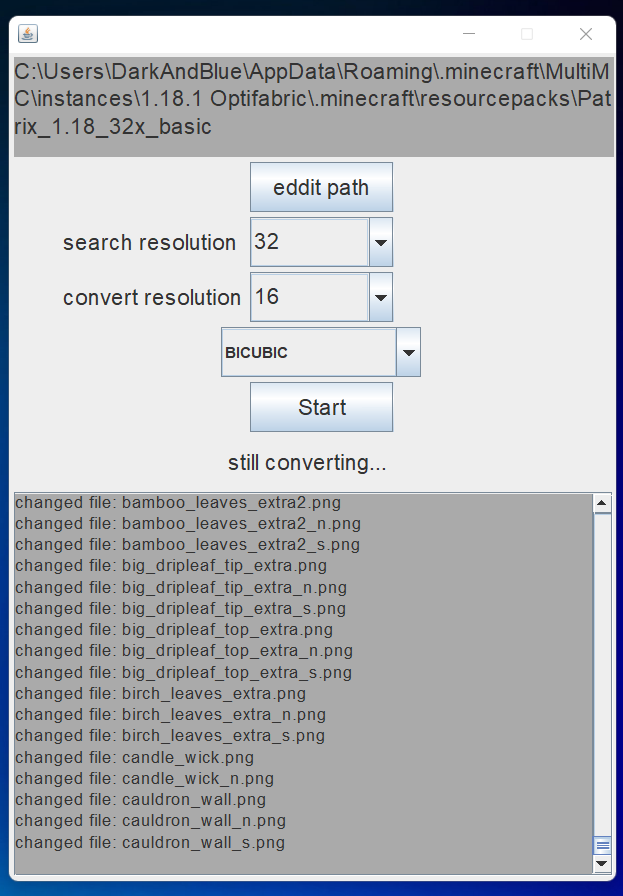 C:\Users\DarkAndBlue\AppData\Roaming\.minecraft\MultiM
C\instances\1.18.1 Optifabric\.minecraft\resourcepacks\Pat
rix_1.18_32x_basic
eddit path
search resolution 32
convert resolution 16
BICUBIC
Start
still converting...
changed file: bamboo_leaves_extra2.png
changed file: bamboo_leaves_extra2_n.png
changed file: bamboo_leaves_extra2_s.png
changed file: big_dripleaf_tip_extra.png
changed file: big_dripleaf_tip_extra_n.png
changed file: big_dripleaf_tip_extra_s.png
changed file: big_dripleaf_top_extra.png
changed file: big_dripleaf_top_extra_n.png
changed file: big_dripleaf_top_extra_s.png
changed file: birch_leaves_extra.png
changed file: birch_leaves_extra_n.png
changed file: birch_leaves_extra_s.png
changed file: candle_wick.png
changed file: candle_wick_n.png
changed file: cauldron_wall.png
changed file: cauldron_wall_n.png
changed file: cauldron_wall_s.png